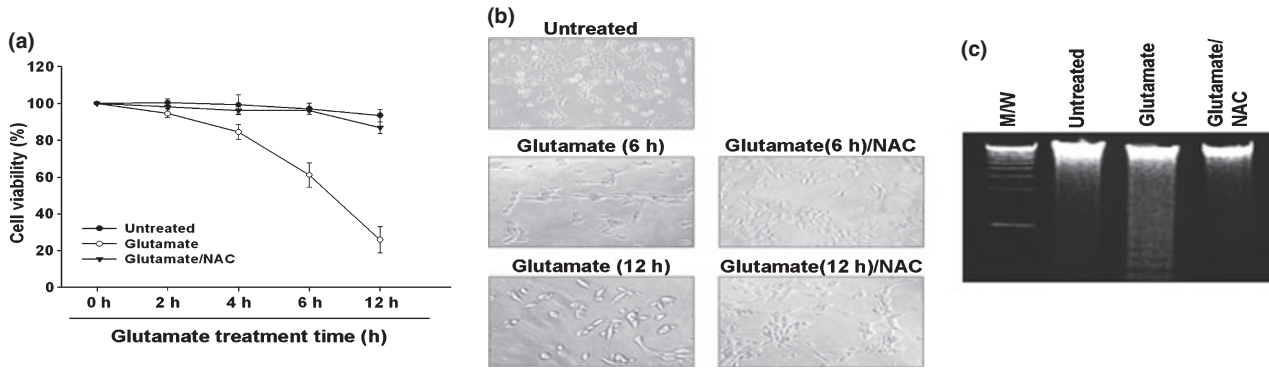 (a)
120
100
80
60
40
20
0
Cell viability (%)
Untreated
Glutamate
Glutamate/NAC
0 h 2 h 4 h 6 h 12 h
Glutamate treatment time (h)
(b)
Untreated
Glutamate (6 h)
Glutamate(6 h)/NAC
Glutamate (12 h)
Glutamate(12 h)/NAC
(c)
M/W
Untreated
Glutamate
Glutamate/
NAC